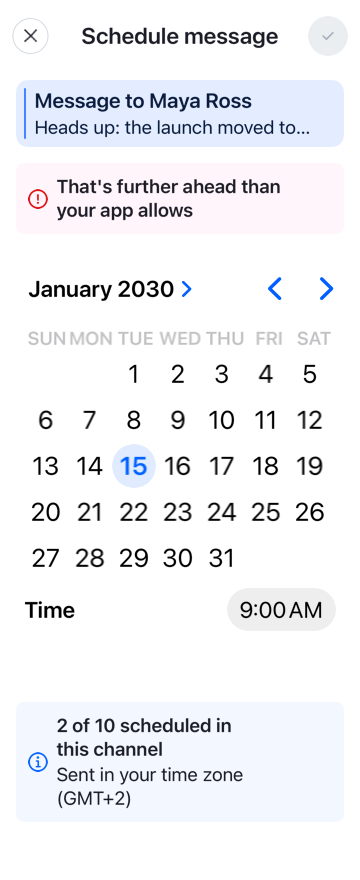 Schedule message
Message to Maya Ross
Heads up: the launch moved to...
That's further ahead than
your app allows
January 2030
SUN MON TUE WED THU FRI SAT
1 2 3 4 5
6 7 8 9 10 11 12
13 14 15 16 17 18 19
20 21 22 23 24 25 26
27 28 29 30 31
Time 9:00 AM
2 of 10 scheduled in
this channel
Sent in your time zone
(GMT+2)